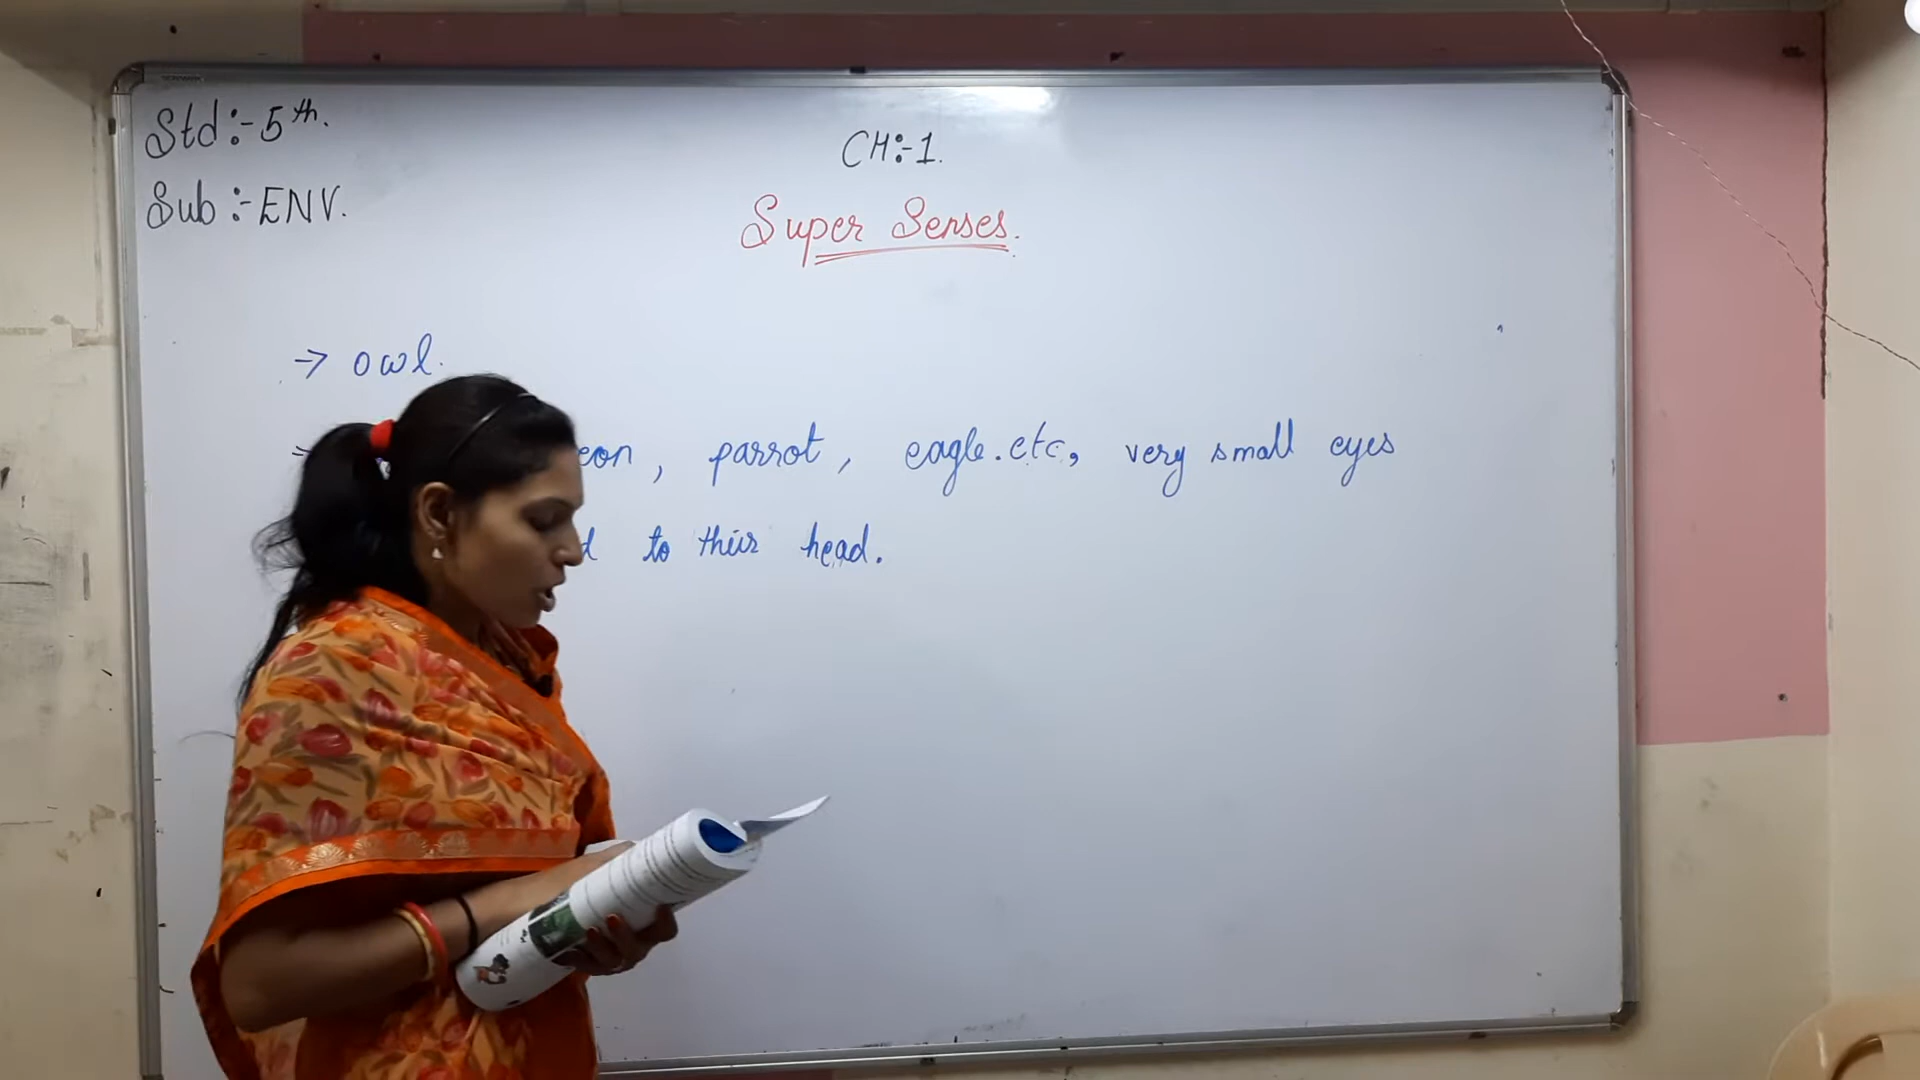 Std:- 5th.
CH:-1.
Sub:- ENV.
Super Senses.
→ owl.
→ eon, parrot, eagle.etc, very small eyes
d to their head.